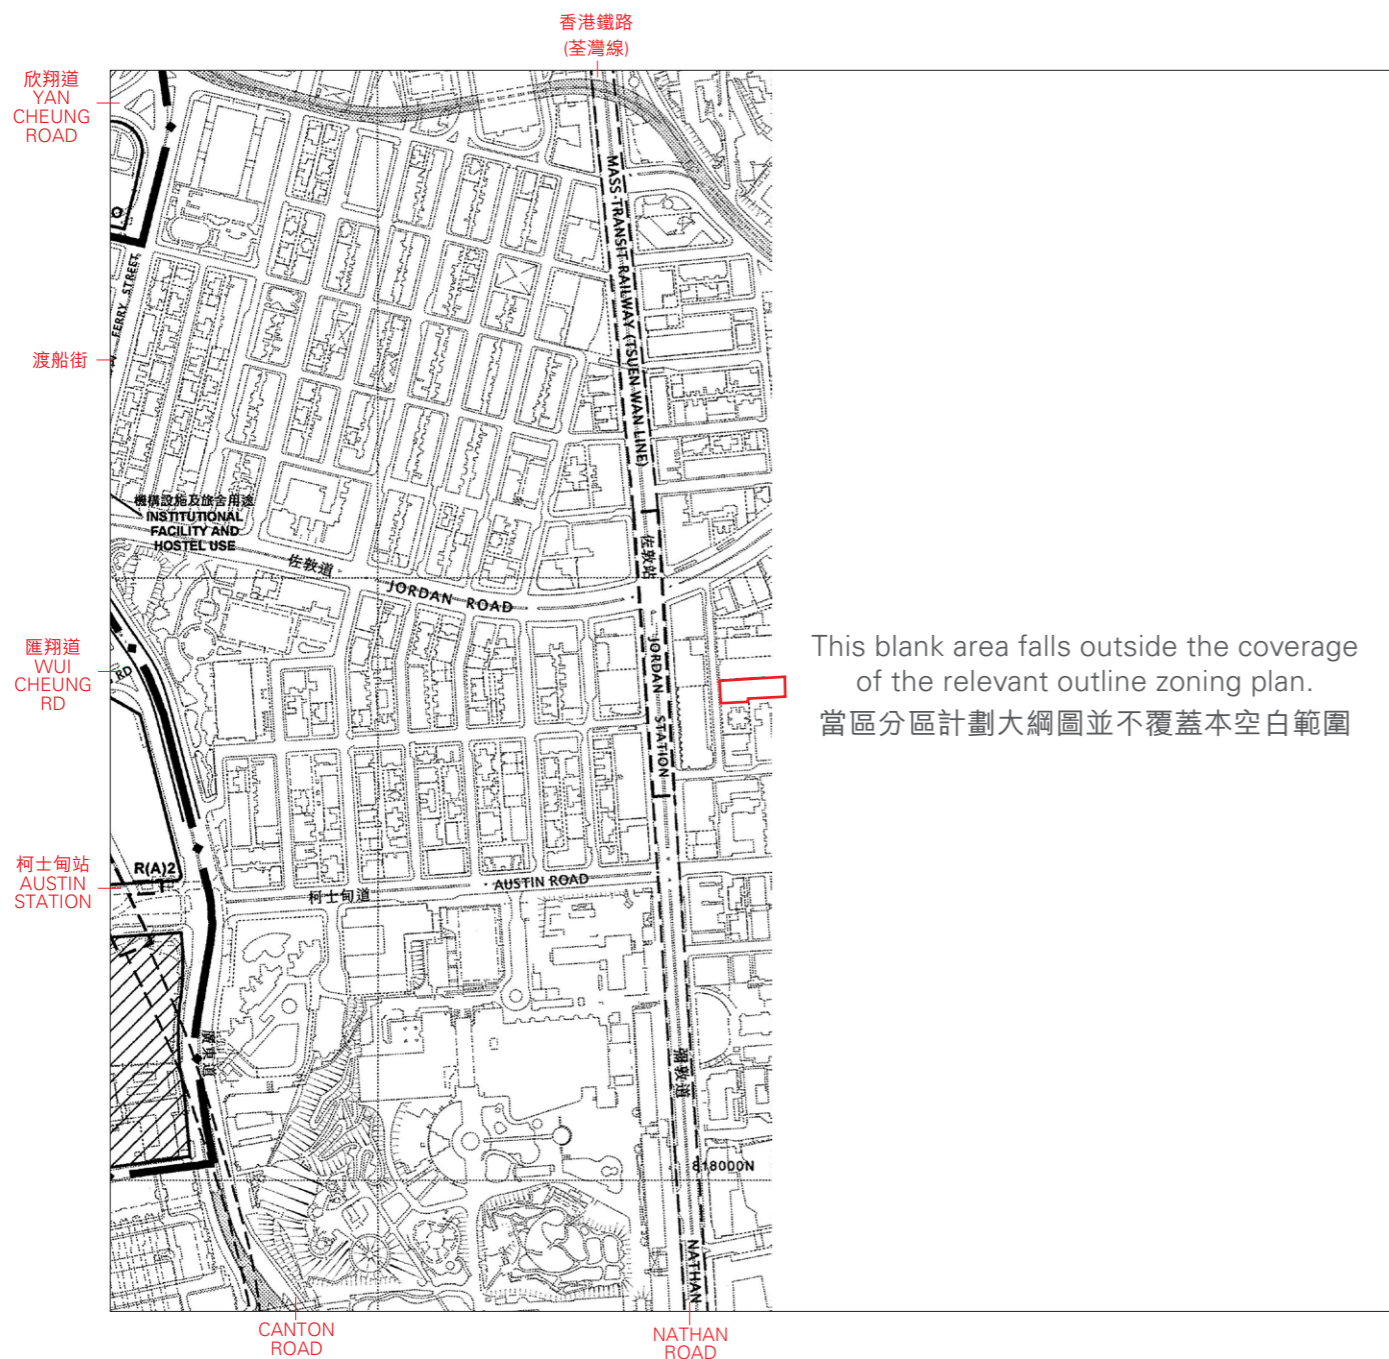 香港鐵路
(荃灣線)
欣翔道
YAN
CHEUNG
ROAD
MASS TRANSIT RAILWAY (TSUEN WAN LINE)
FERRY STREET
渡船街
機構設施及旅舍用途
INSTITUTIONAL
FACILITY AND
HOSTEL USE
佐敦道
JORDAN ROAD
佐敦站
JORDAN STATION
匯翔道
WUI
CHEUNG
RD
RD
This blank area falls outside the coverage
of the relevant outline zoning plan.
當區分區計劃大綱圖並不覆蓋本空白範圍
柯士甸站
AUSTIN
STATION
R(A)2
柯士甸道
AUSTIN ROAD
廣東道
彌敦道
818000N
NATHAN
CANTON
ROAD
NATHAN
ROAD